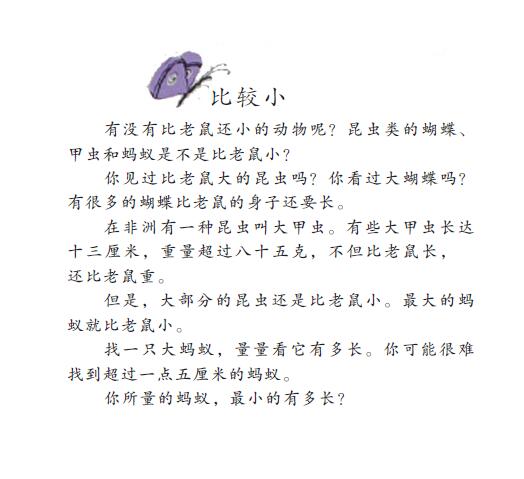 比较小
有没有比老鼠还小的动物呢？昆虫类的蝴蝶、
甲虫和蚂蚁是不是比老鼠小？
你见过比老鼠大的昆虫吗？你看过大蝴蝶吗？
有很多的蝴蝶比老鼠的身子还要长。
在非洲有一种昆虫叫大甲虫。有些大甲虫长达
十三厘米，重量超过八十五克，不但比老鼠长，
还比老鼠重。
但是，大部分的昆虫还是比老鼠小。最大的蚂
蚁就比老鼠小。
找一只大蚂蚁，量量看它有多长。你可能很难
找到超过一点五厘米的蚂蚁。
你所量的蚂蚁，最小的有多长？